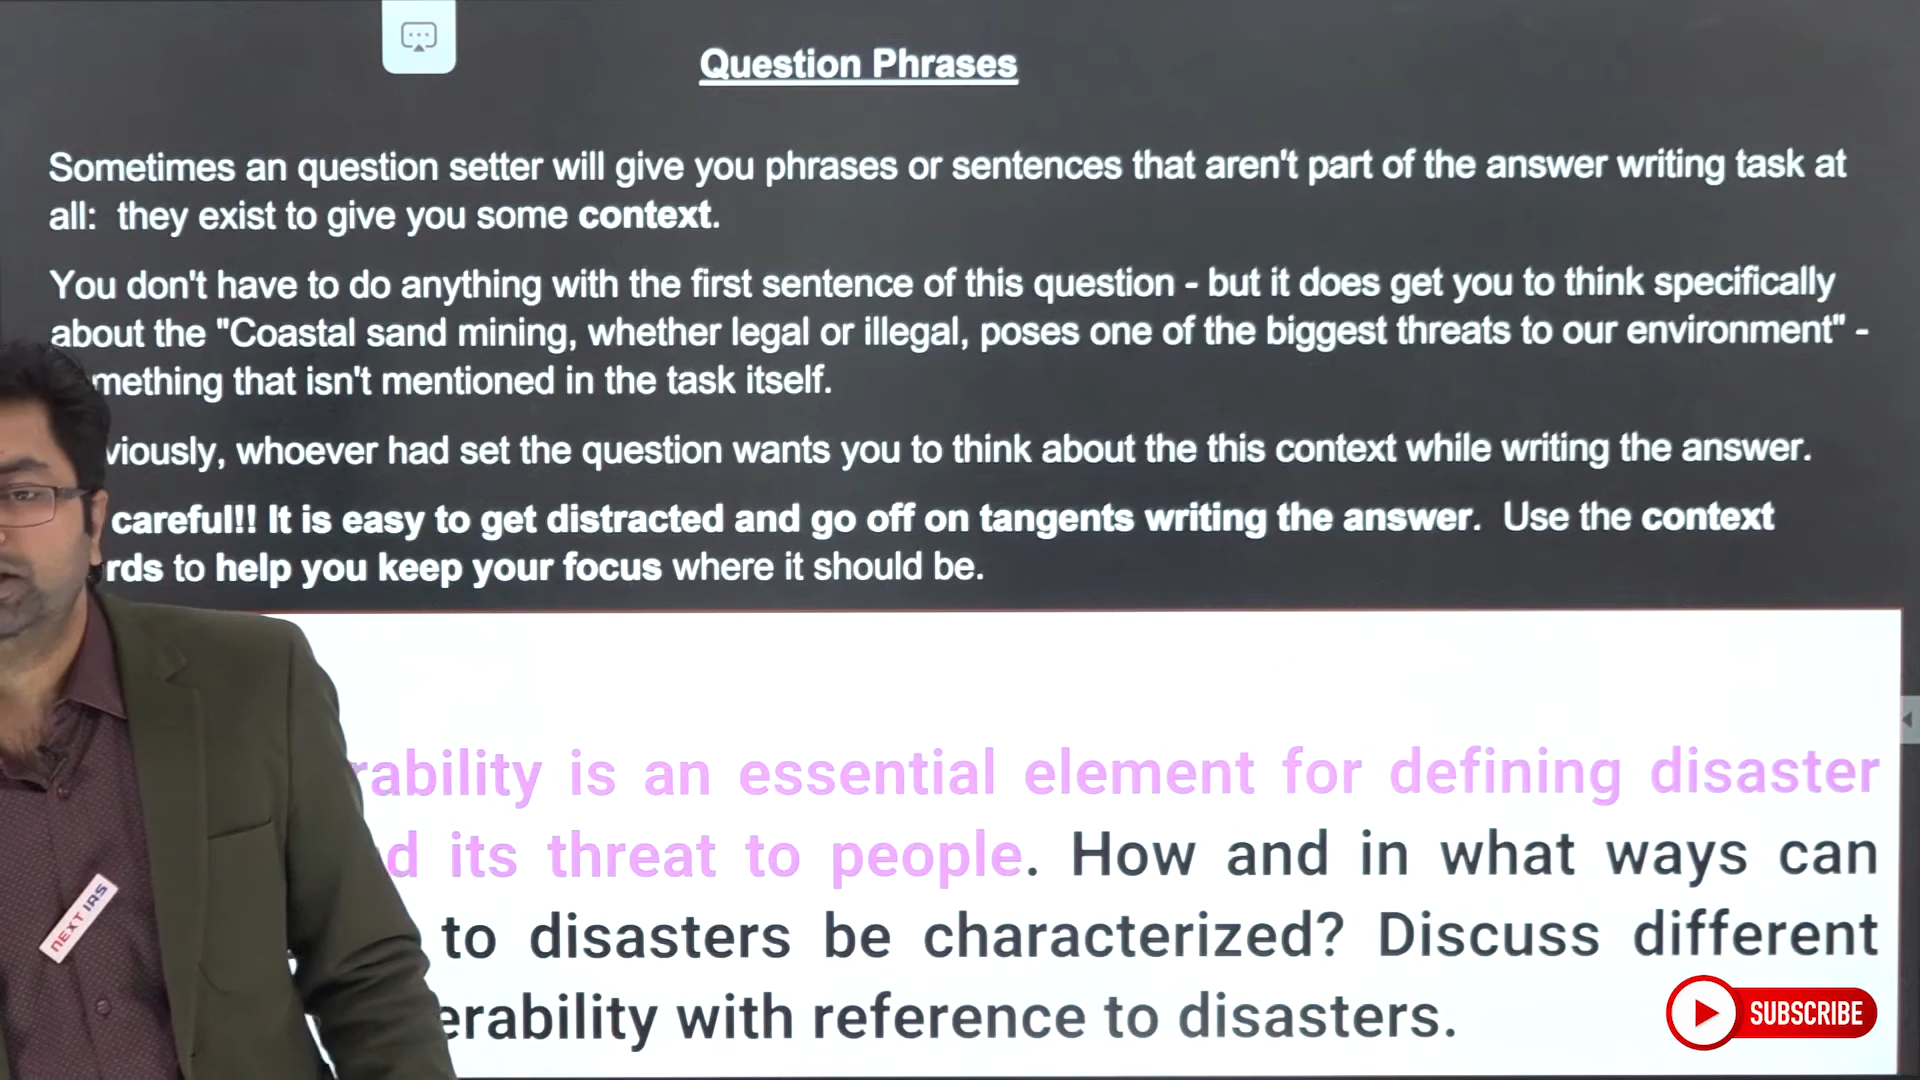 Question Phrases
Sometimes an question setter will give you phrases or sentences that aren't part of the answer writing task at
all: they exist to give you some context.
You don't have to do anything with the first sentence of this question - but it does get you to think specifically
about the "Coastal sand mining, whether legal or illegal, poses one of the biggest threats to our environment" -
mething that isn't mentioned in the task itself.
viously, whoever had set the question wants you to think about the this context while writing the answer.
careful!! It is easy to get distracted and go off on tangents writing the answer. Use the context
rds to help you keep your focus where it should be.
rability is an essential element for defining disaster
d its threat to people. How and in what ways can
to disasters be characterized? Discuss different
erability with reference to disasters.
NEXT IAS
SUBSCRIBE